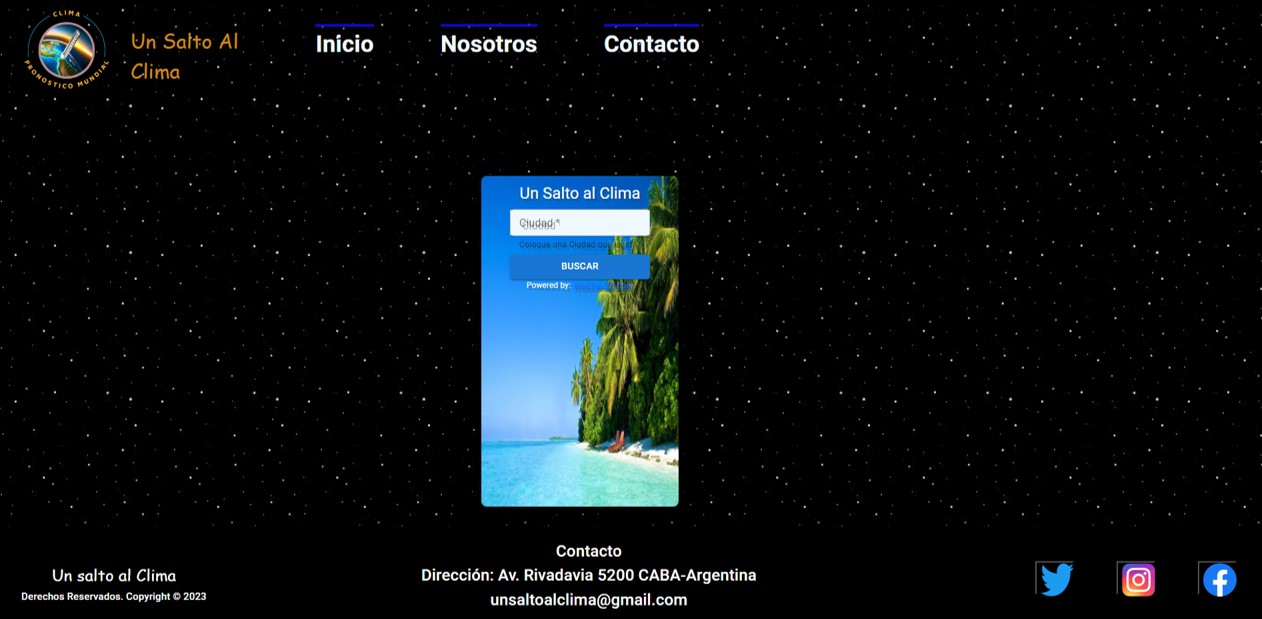 CLIMA
PRONOSTICO MUNDIAL
Un Salto Al
Clima
Inicio
Nosotros
Contacto
Un Salto al Clima
Ciudad *
Ciudad
Coloque una Ciudad que
BUSCAR
Powered by:
Contacto
Dirección: Av. Rivadavia 5200 CABA-Argentina
unsaltoalclima@gmail.com
Un salto al Clima
Derechos Reservados. Copyright © 2023